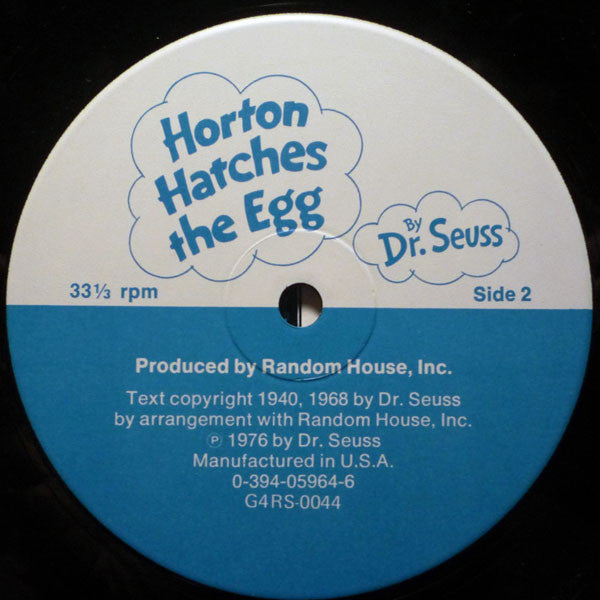 Horton
Hatches
the Egg
By
Dr. Seuss
33 1/3 rpm
Side 2
Produced by Random House, Inc.
Text copyright 1940, 1968 by Dr. Seuss
by arrangement with Random House, Inc.
℗ 1976 by Dr. Seuss
Manufactured in U.S.A.
0-394-05964-6
G4RS-0044